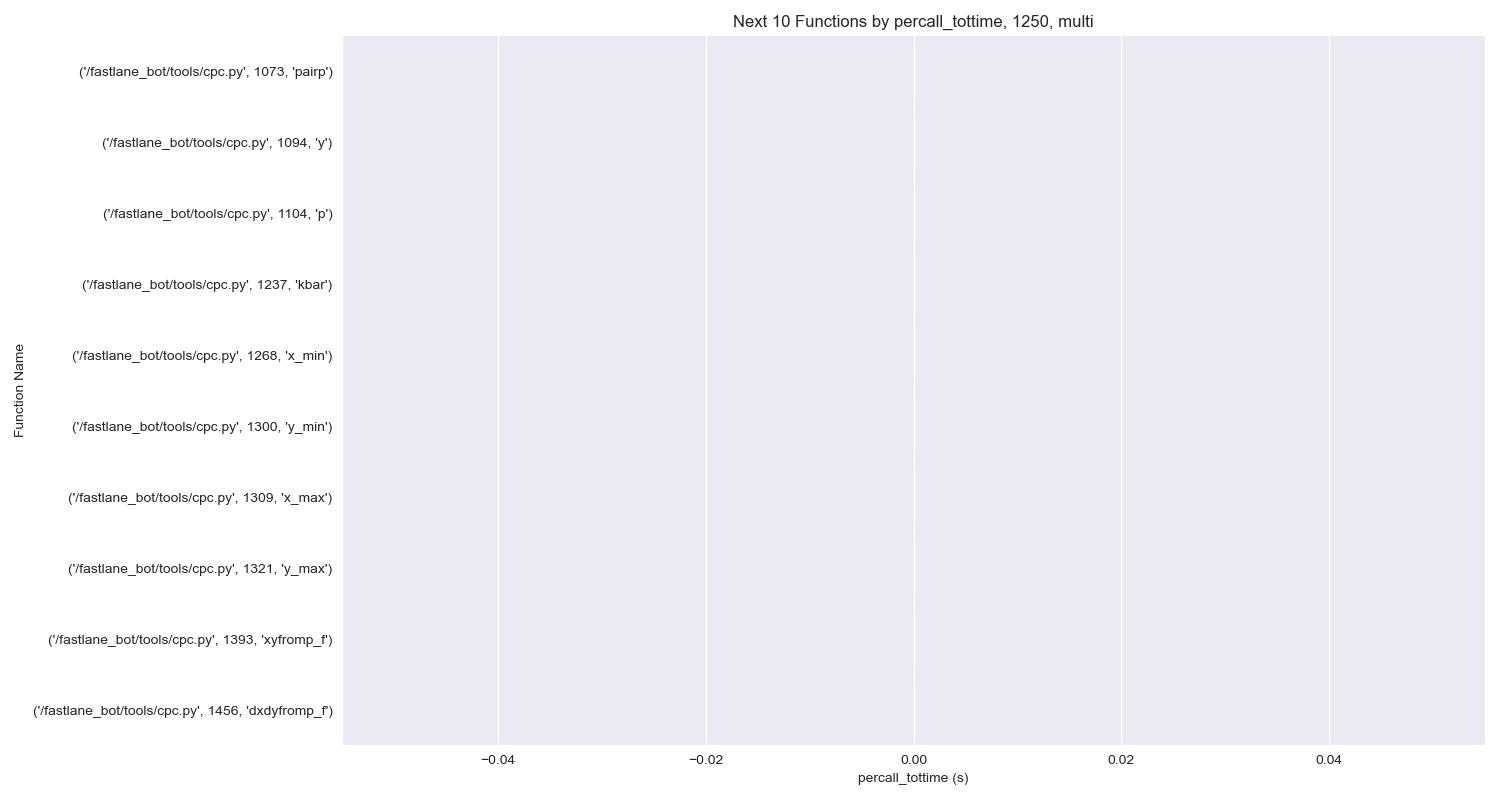 Next 10 Functions by percall_tottime, 1250, multi
Function Name
('/fastlane_bot/tools/cpc.py', 1073, 'pairp')
('/fastlane_bot/tools/cpc.py', 1094, 'y')
('/fastlane_bot/tools/cpc.py', 1104, 'p')
('/fastlane_bot/tools/cpc.py', 1237, 'kbar')
('/fastlane_bot/tools/cpc.py', 1268, 'x_min')
('/fastlane_bot/tools/cpc.py', 1300, 'y_min')
('/fastlane_bot/tools/cpc.py', 1309, 'x_max')
('/fastlane_bot/tools/cpc.py', 1321, 'y_max')
('/fastlane_bot/tools/cpc.py', 1393, 'xyfromp_f')
('/fastlane_bot/tools/cpc.py', 1456, 'dxdyfromp_f')
−0.04 −0.02 0.00 0.02 0.04
percall_tottime (s)